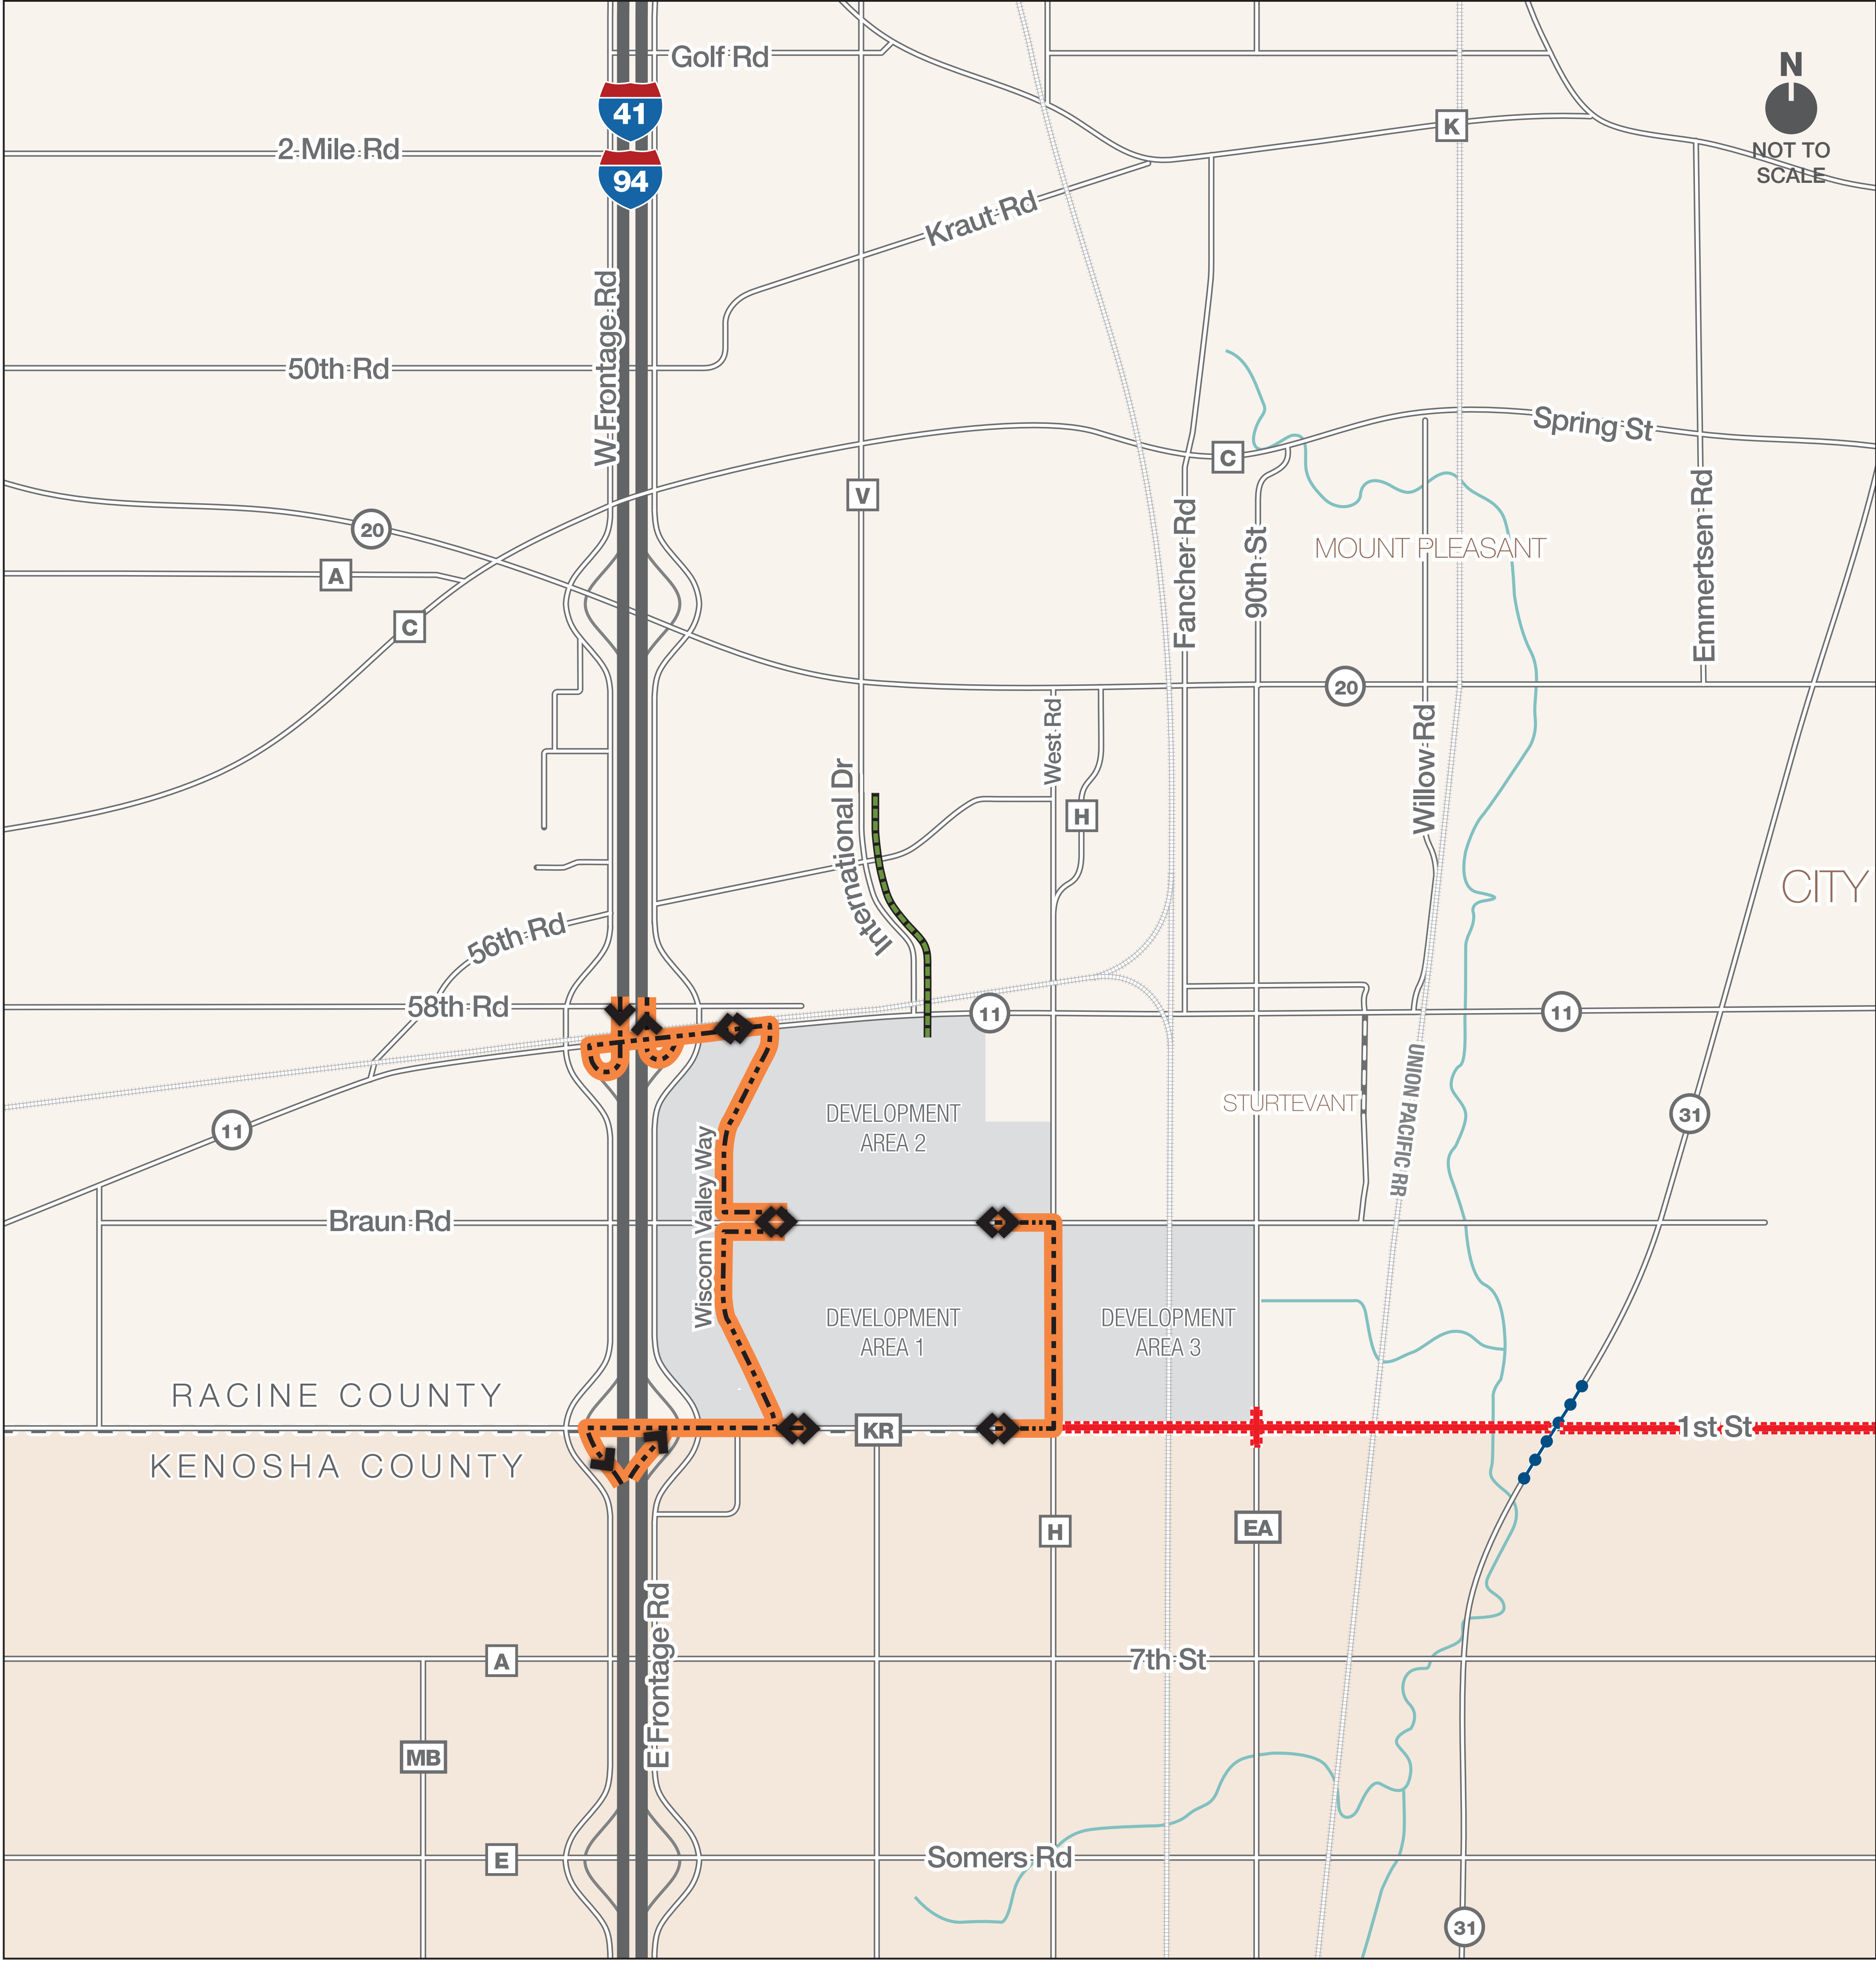 Golf Rd
N
NOT TO
SCALE
41
K
2 Mile Rd
94
Kraut Rd
W Frontage Rd
50th Rd
Spring St
C
V
20
Emmertsen Rd
Fancher Rd
90th St
MOUNT PLEASANT
A
C
20
West Rd
Willow Rd
International Dr
H
CITY
56th Rd
58th Rd
11
11
UNION PACIFIC RR
DEVELOPMENT
AREA 2
STURTEVANT
31
11
Wisconn Valley Way
Braun Rd
DEVELOPMENT
AREA 1
DEVELOPMENT
AREA 3
RACINE COUNTY
KR
1st St
KENOSHA COUNTY
EA
H
E Frontage Rd
A
7th St
MB
E
Somers Rd
31